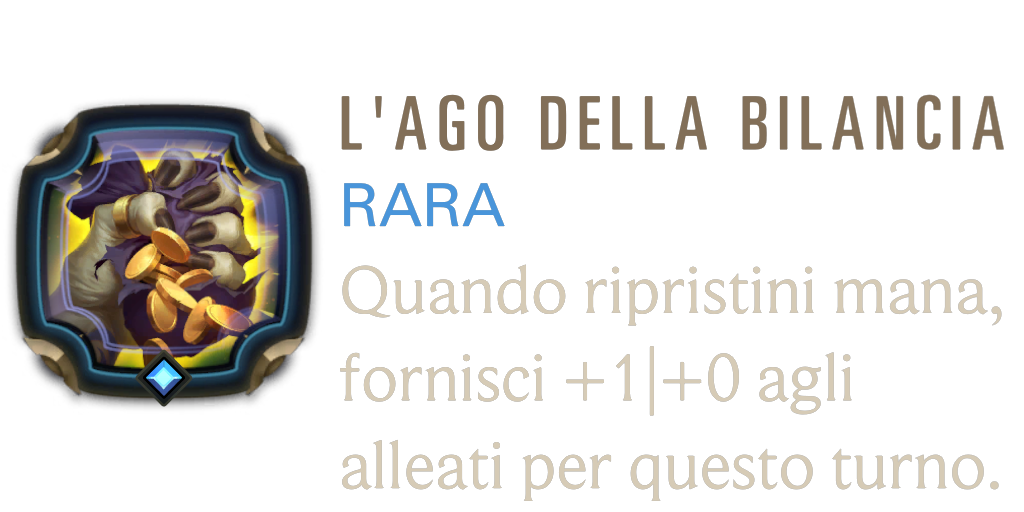 L'AGO DELLA BILANCIA
RARA
Quando ripristini mana,
fornisci +1|+0 agli
alleati per questo turno.